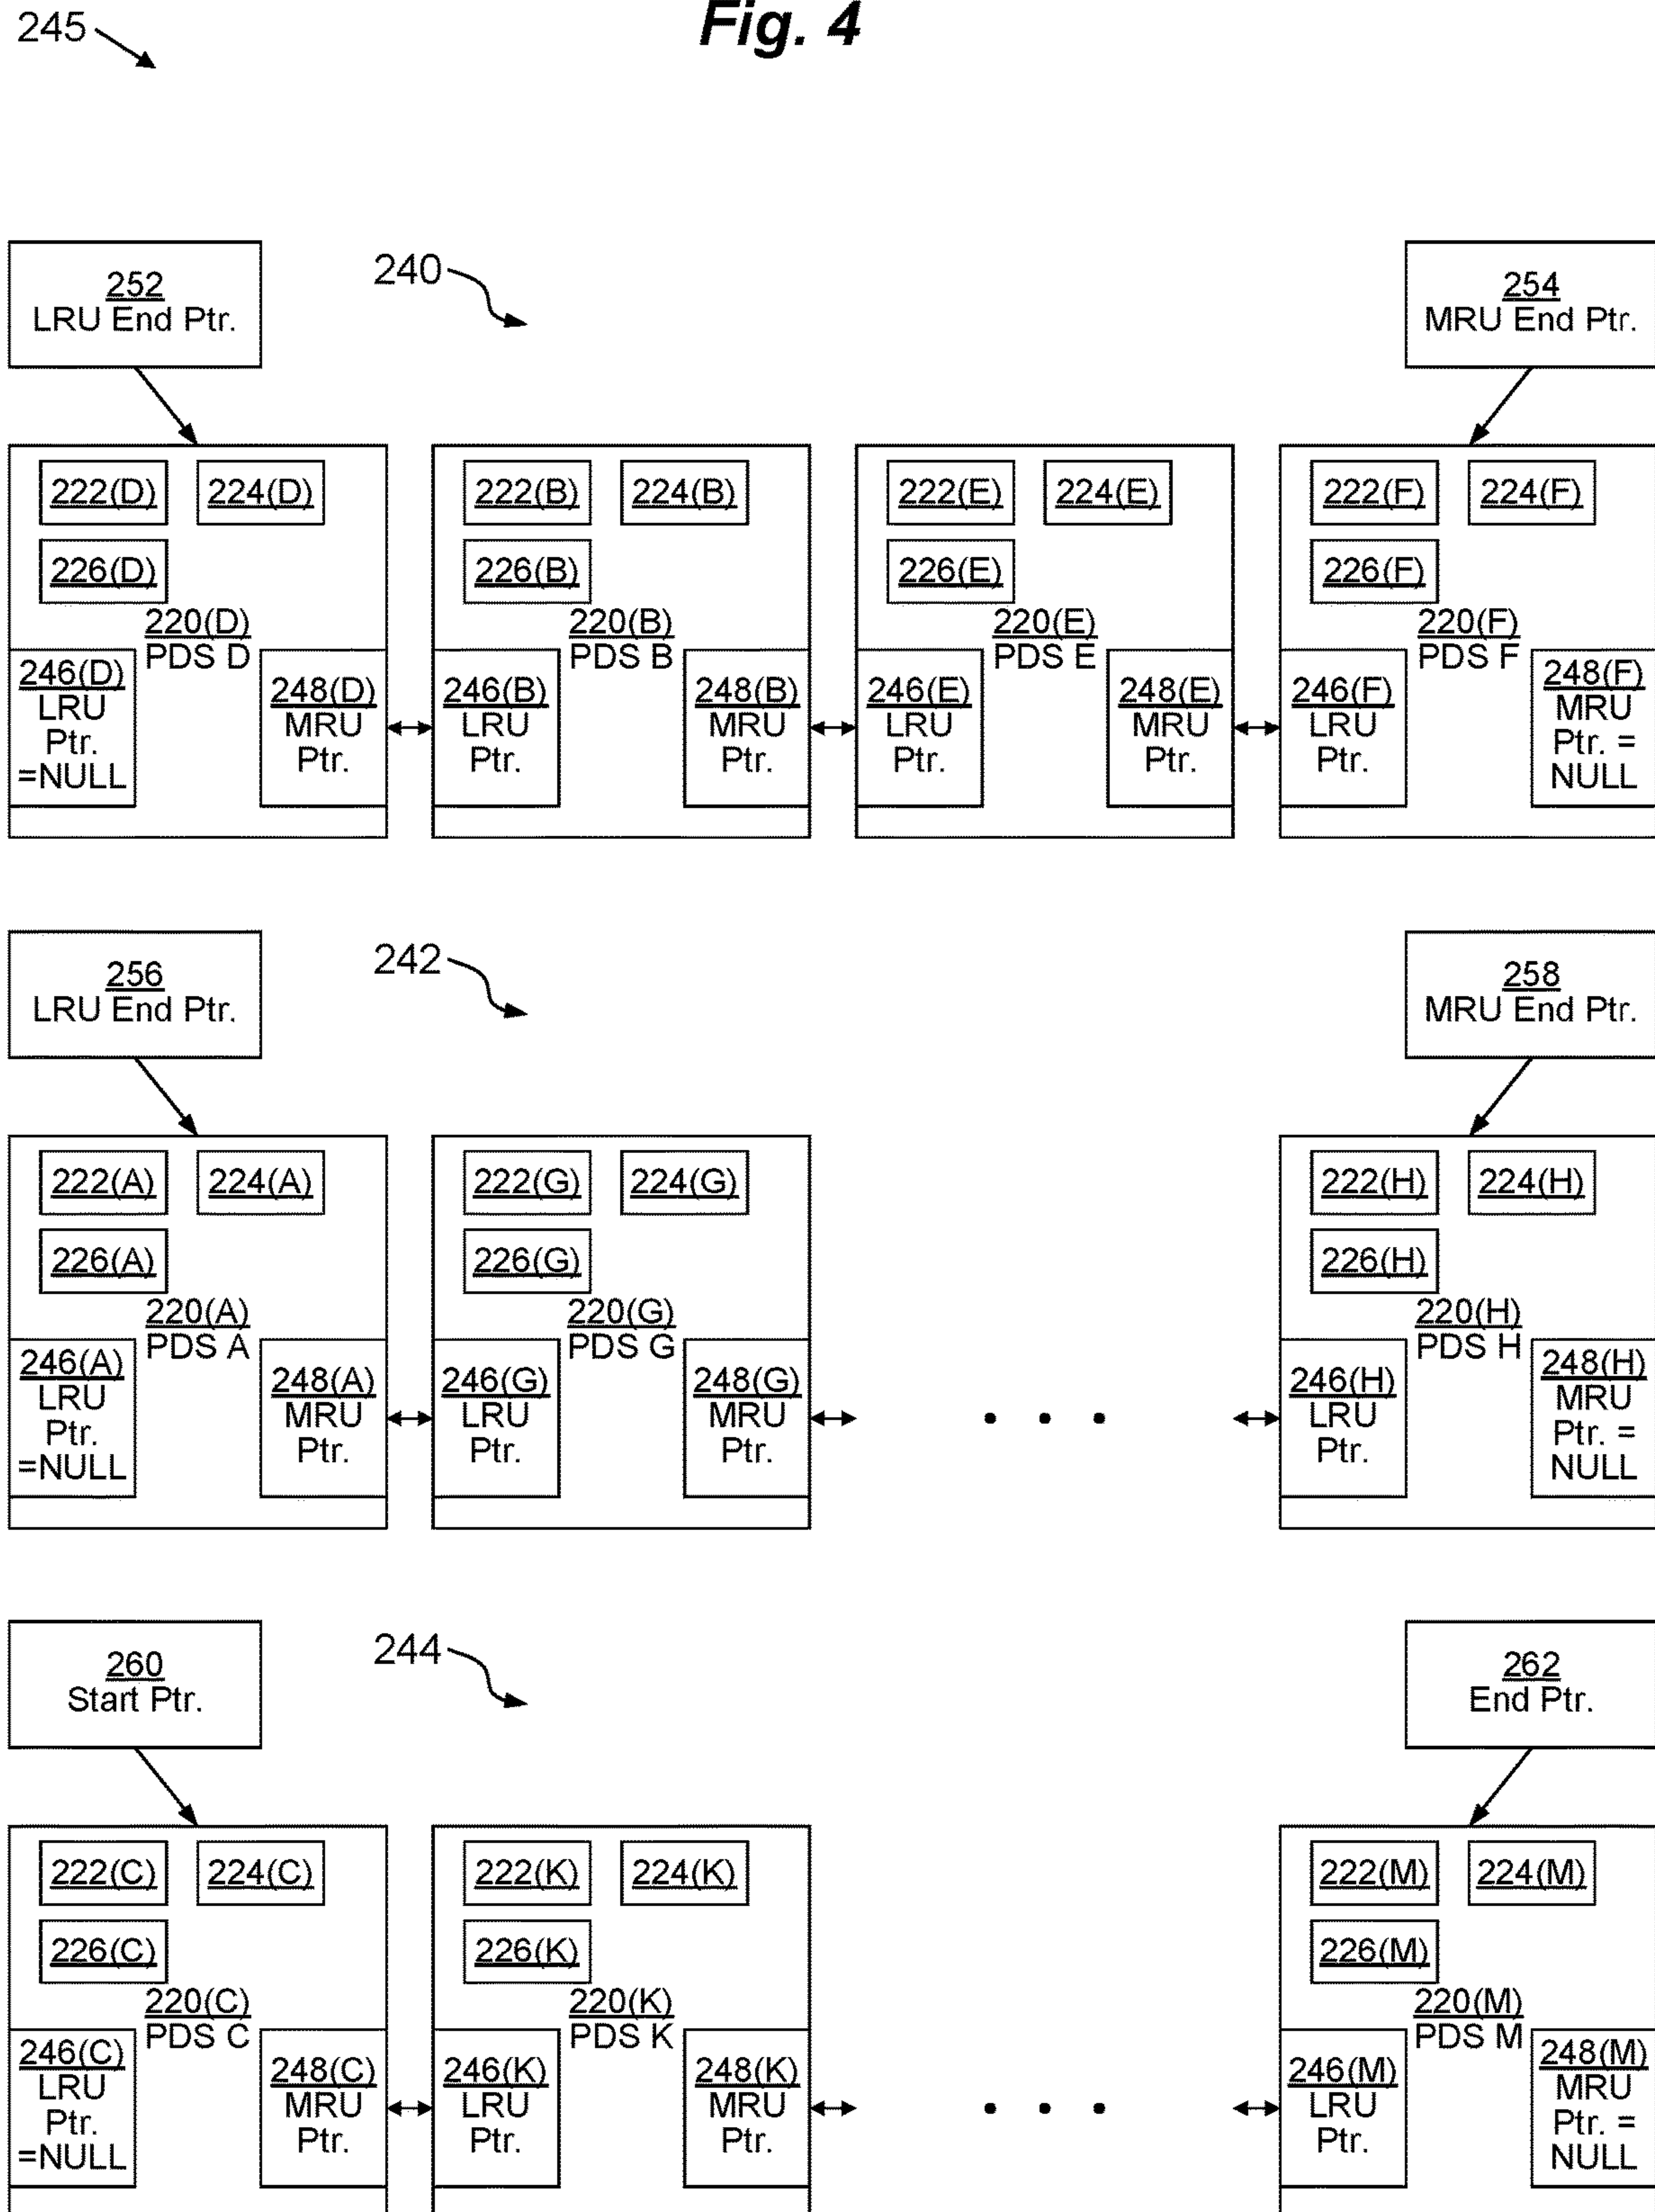 Fig. 4
245
252
LRU End Ptr.
240
254
MRU End Ptr.
222(D) 224(D)
226(D)
220(D)
PDS D
246(D)
LRU
Ptr.
=NULL
248(D)
MRU
Ptr.
222(B) 224(B)
226(B)
220(B)
PDS B
246(B)
LRU
Ptr.
248(B)
MRU
Ptr.
222(E) 224(E)
226(E)
220(E)
PDS E
246(E)
LRU
Ptr.
248(E)
MRU
Ptr.
222(F) 224(F)
226(F)
220(F)
PDS F
246(F)
LRU
Ptr.
248(F)
MRU
Ptr. =
NULL
256
LRU End Ptr.
242
258
MRU End Ptr.
222(A) 224(A)
226(A)
220(A)
PDS A
246(A)
LRU
Ptr.
=NULL
248(A)
MRU
Ptr.
222(G) 224(G)
226(G)
220(G)
PDS G
246(G)
LRU
Ptr.
248(G)
MRU
Ptr.
222(H) 224(H)
226(H)
220(H)
PDS H
246(H)
LRU
Ptr.
248(H)
MRU
Ptr. =
NULL
260
Start Ptr.
244
262
End Ptr.
222(C) 224(C)
226(C)
220(C)
PDS C
246(C)
LRU
Ptr.
=NULL
248(C)
MRU
Ptr.
222(K) 224(K)
226(K)
220(K)
PDS K
246(K)
LRU
Ptr.
248(K)
MRU
Ptr.
222(M) 224(M)
226(M)
220(M)
PDS M
246(M)
LRU
Ptr.
248(M)
MRU
Ptr. =
NULL